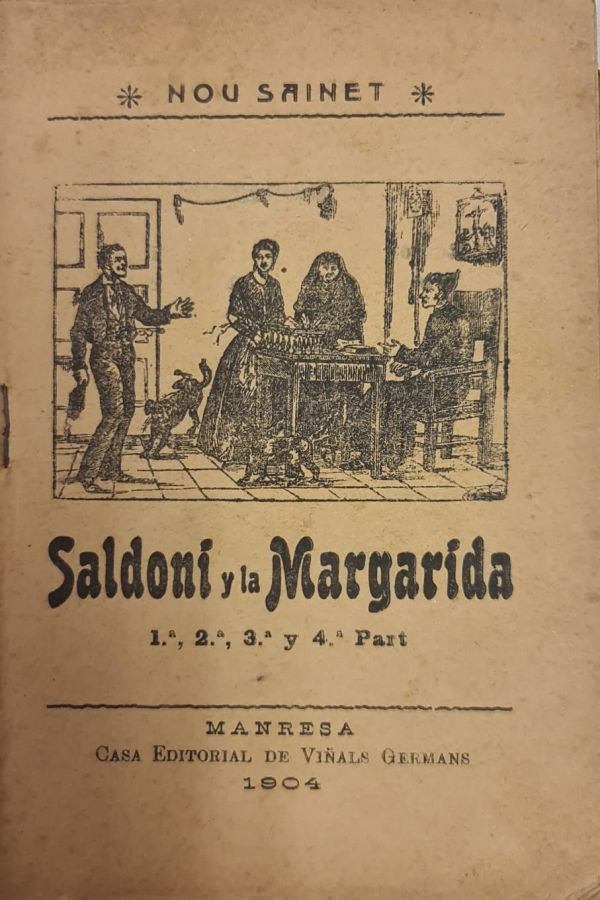 * NOU SAINET *
Saldoni y la Margarida
1.ª, 2.ª, 3.ª y 4.ª Part
MANRESA
CASA EDITORIAL DE VIÑALS GERMANS
1904